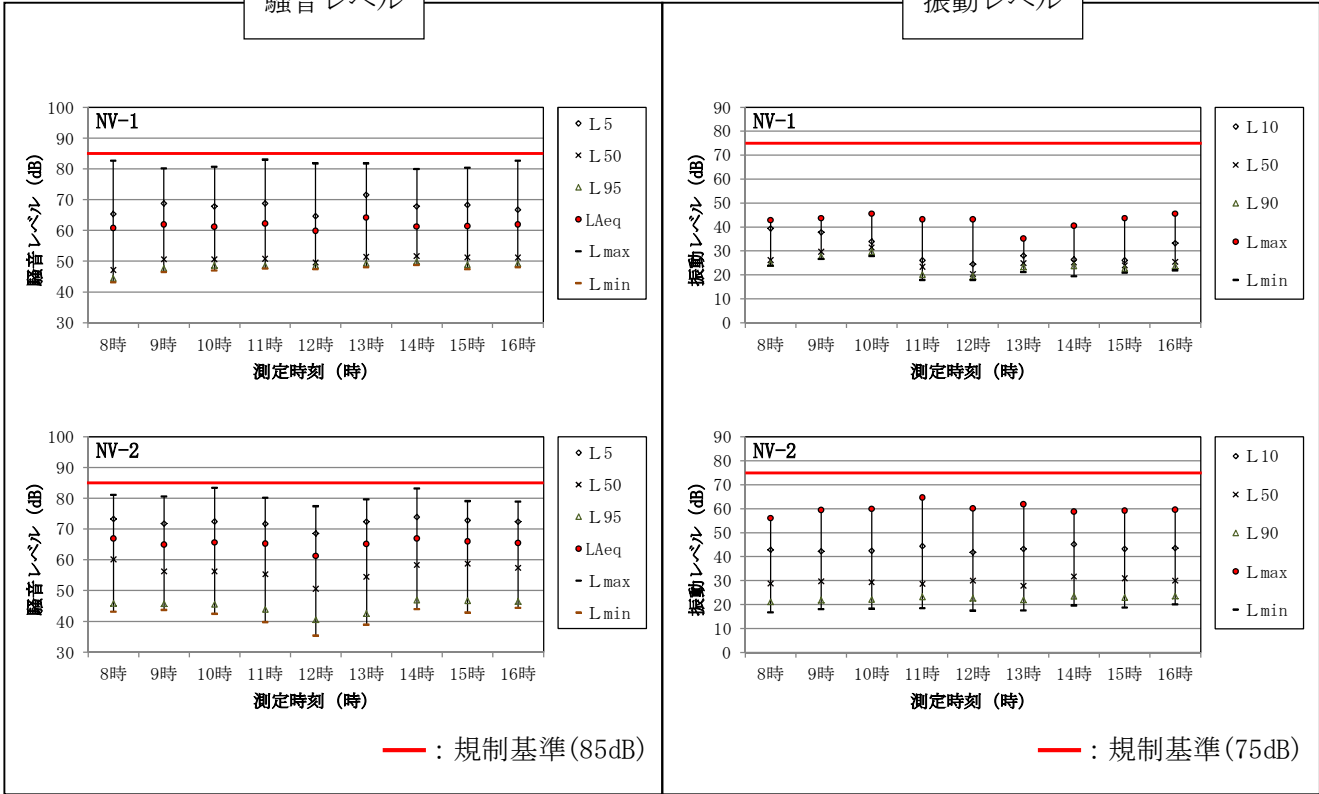 騒音レベル
振動レベル
NV-1
騒音レベル (dB)
100
90
80
70
60
50
40
30
8時 9時 10時 11時 12時 13時 14時 15時 16時
測定時刻 (時)
L5
L50
L95
LAeq
Lmax
Lmin
NV-1
振動レベル (dB)
90
80
70
60
50
40
30
20
10
0
8時 9時 10時 11時 12時 13時 14時 15時 16時
測定時刻 (時)
L10
L50
L90
Lmax
Lmin
NV-2
騒音レベル (dB)
100
90
80
70
60
50
40
30
8時 9時 10時 11時 12時 13時 14時 15時 16時
測定時刻 (時)
L5
L50
L95
LAeq
Lmax
Lmin
NV-2
振動レベル (dB)
90
80
70
60
50
40
30
20
10
0
8時 9時 10時 11時 12時 13時 14時 15時 16時
測定時刻 (時)
L10
L50
L90
Lmax
Lmin
：規制基準(85dB)
：規制基準(75dB)